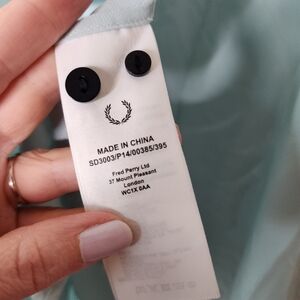 MADE IN CHINA
SD3003/P14/00385/395
Fred Perry Ltd
37 Mount Pleasant
London
WC1X 0AA